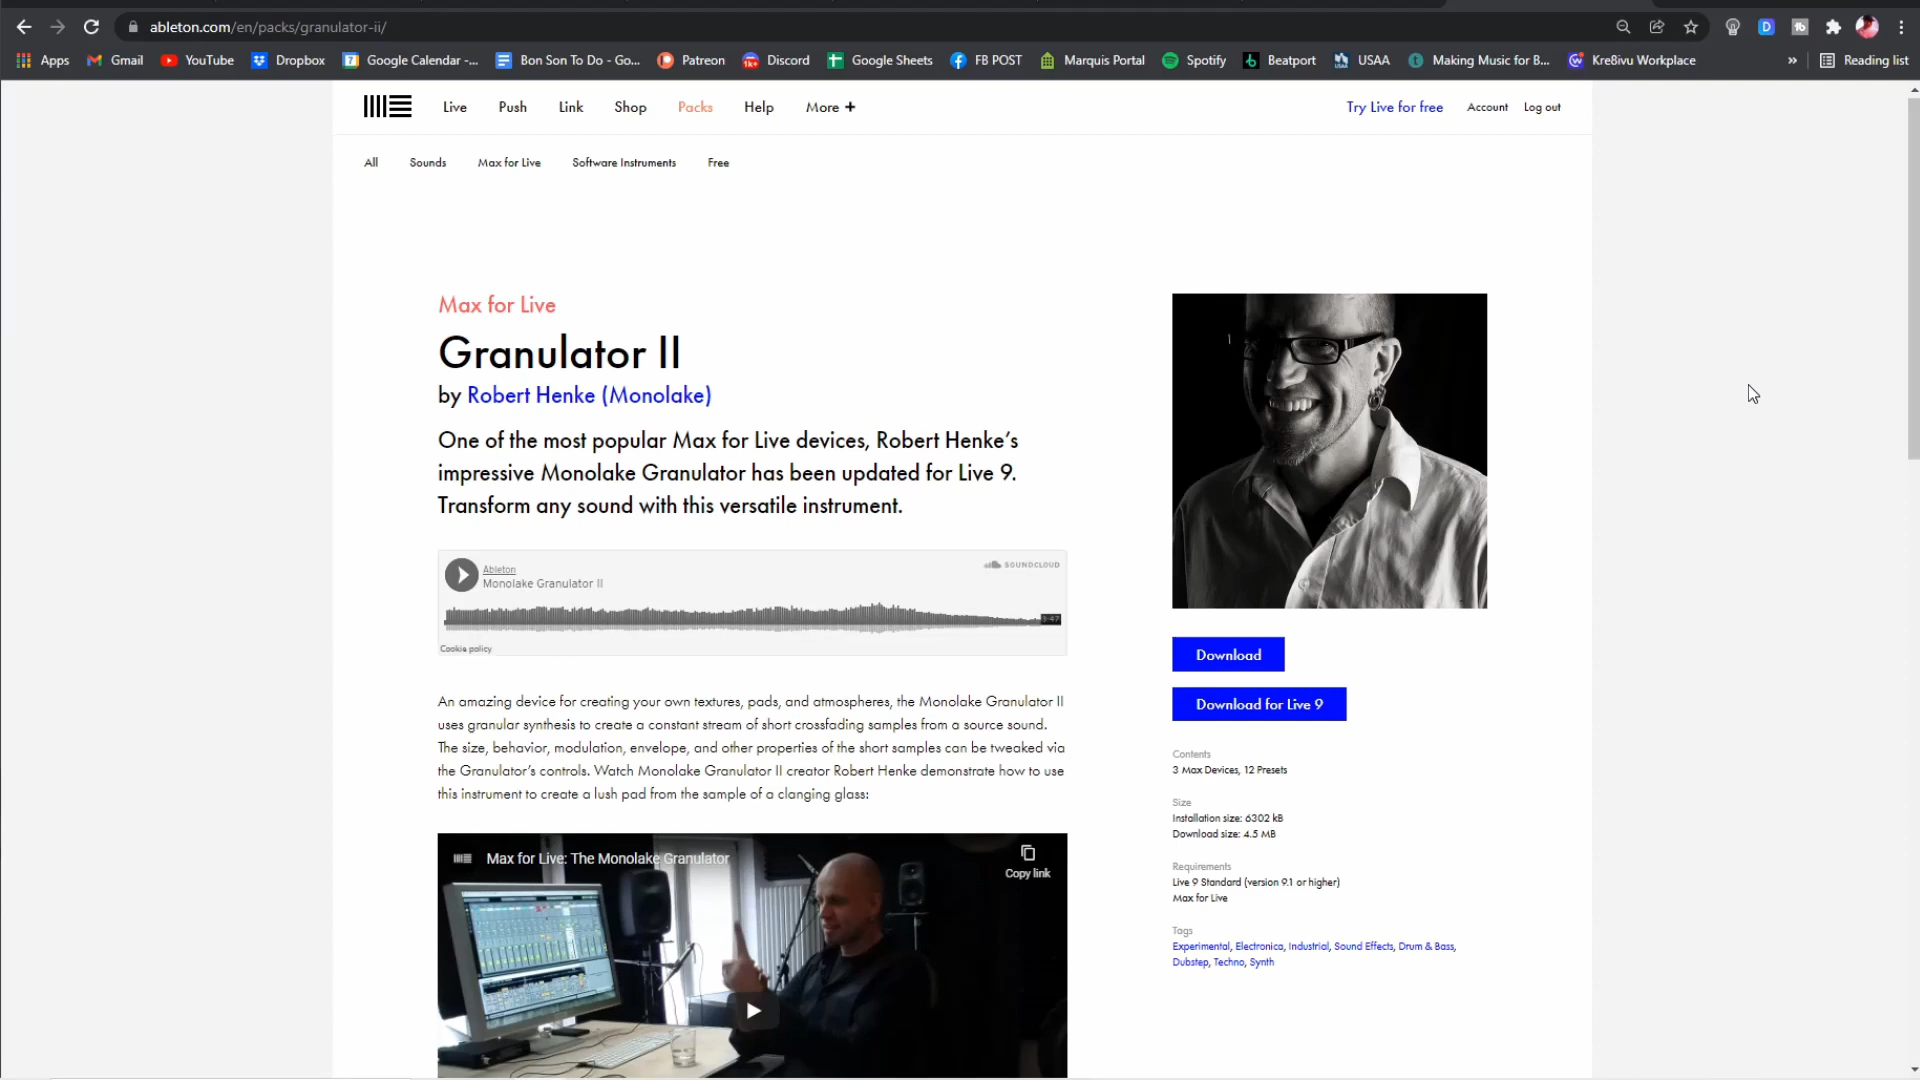 ableton.com/en/packs/granulator-ii/
Apps Gmail YouTube Dropbox Google Calendar -... Bon Son To Do - Go... Patreon Discord Google Sheets FB POST Marquis Portal Spotify Beatport USAA Making Music for B... Kre8ivu Workplace » Reading list
Live Push Link Shop Packs Help More + Try Live for free Account Log out
All Sounds Max for Live Software Instruments Free
Max for Live
Granulator II
by Robert Henke (Monolake)
One of the most popular Max for Live devices, Robert Henke's
impressive Monolake Granulator has been updated for Live 9.
Transform any sound with this versatile instrument.
Ableton
Monolake Granulator II
SOUNDCLOUD
3:47
Cookie policy
An amazing device for creating your own textures, pads, and atmospheres, the Monolake Granulator II
uses granular synthesis to create a constant stream of short crossfading samples from a source sound.
The size, behavior, modulation, envelope, and other properties of the short samples can be tweaked via
the Granulator's controls. Watch Monolake Granulator II creator Robert Henke demonstrate how to use
this instrument to create a lush pad from the sample of a clanging glass:
Max for Live: The Monolake Granulator
Copy link
Download
Download for Live 9
Contents
3 Max Devices, 12 Presets
Size
Installation size: 6302 kB
Download size: 4.5 MB
Requirements
Live 9 Standard (version 9.1 or higher)
Max for Live
Tags
Experimental, Electronica, Industrial, Sound Effects, Drum & Bass,
Dubstep, Techno, Synth